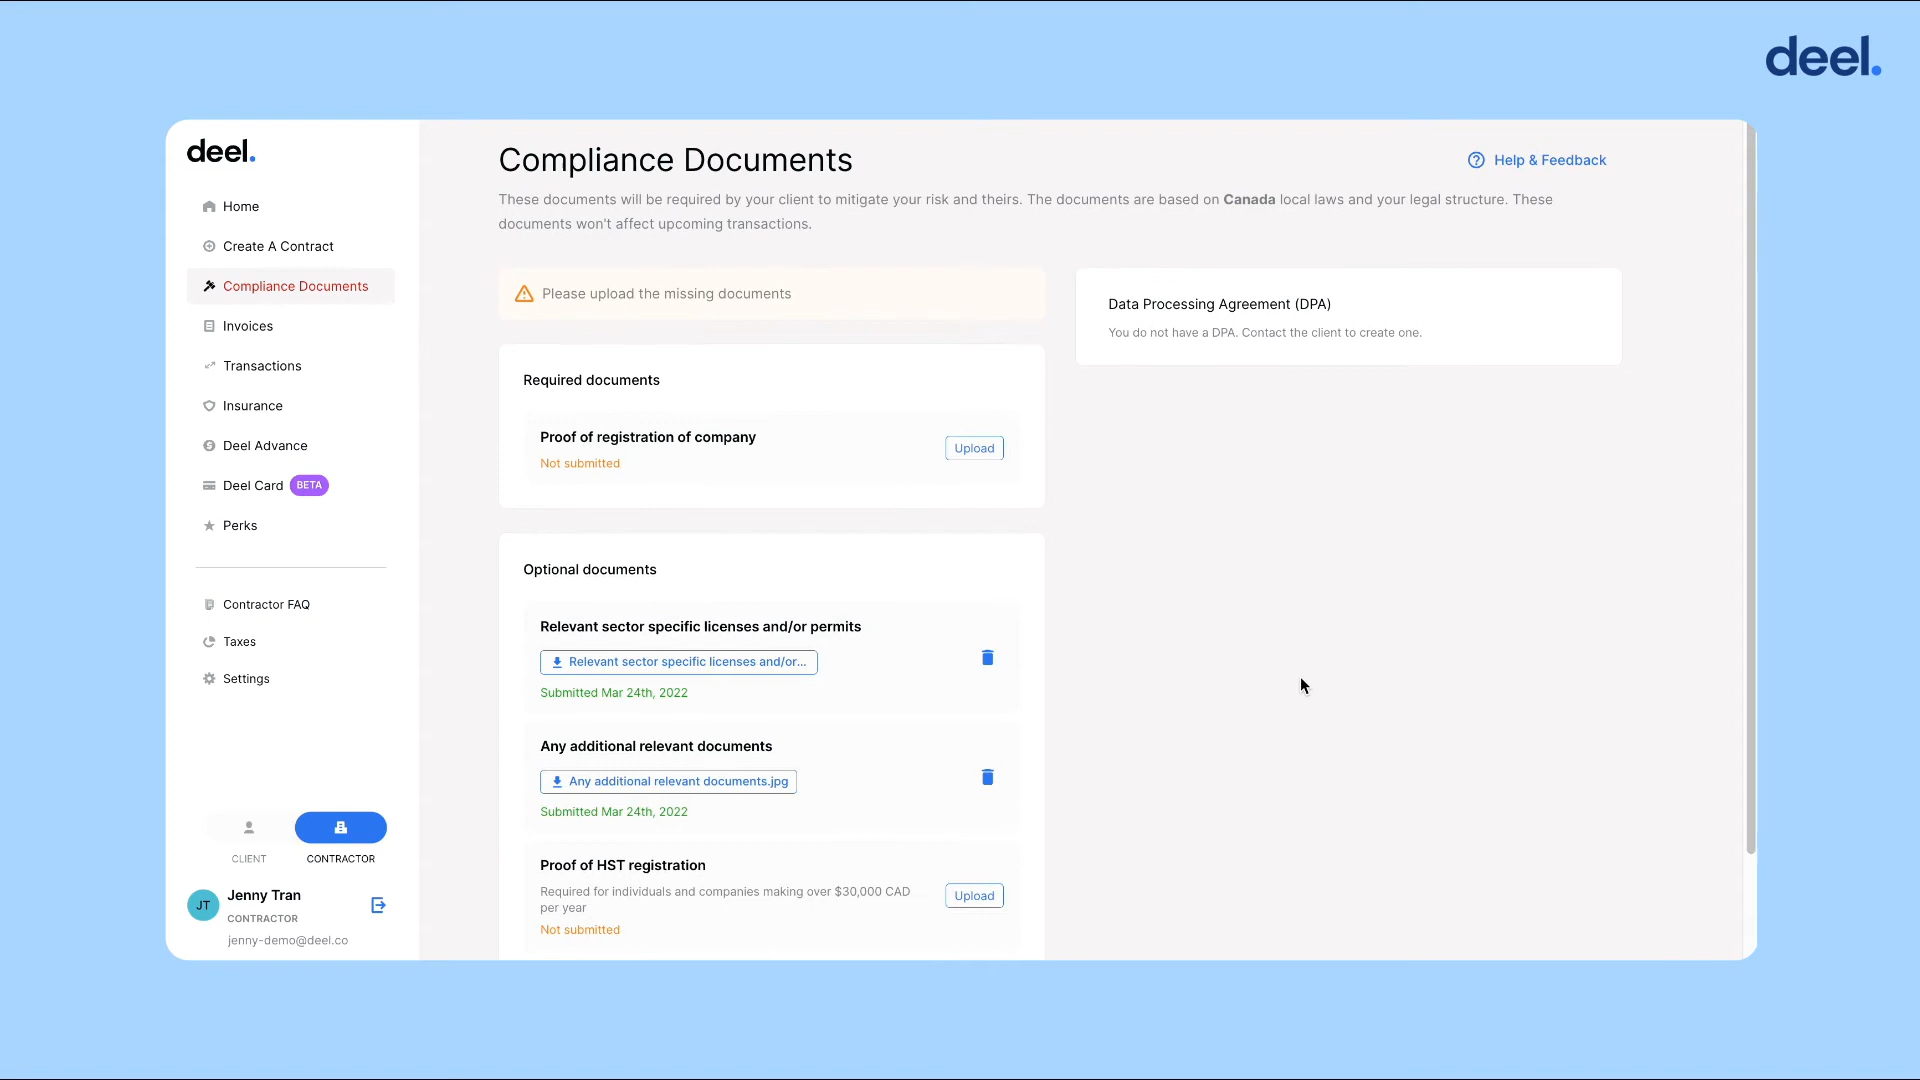 deel.
deel.
Home
Create A Contract
Compliance Documents
Invoices
Transactions
Insurance
Deel Advance
Deel Card BETA
Perks
Contractor FAQ
Taxes
Settings
CLIENT
CONTRACTOR
JT
Jenny Tran
CONTRACTOR
jenny-demo@deel.co
Compliance Documents
Help & Feedback
These documents will be required by your client to mitigate your risk and theirs. The documents are based on Canada local laws and your legal structure. These
documents won't affect upcoming transactions.
Please upload the missing documents
Required documents
Proof of registration of company
Not submitted
Upload
Optional documents
Relevant sector specific licenses and/or permits
Relevant sector specific licenses and/or...
Submitted Mar 24th, 2022
Any additional relevant documents
Any additional relevant documents.jpg
Submitted Mar 24th, 2022
Proof of HST registration
Required for individuals and companies making over $30,000 CAD
per year
Not submitted
Upload
Data Processing Agreement (DPA)
You do not have a DPA. Contact the client to create one.